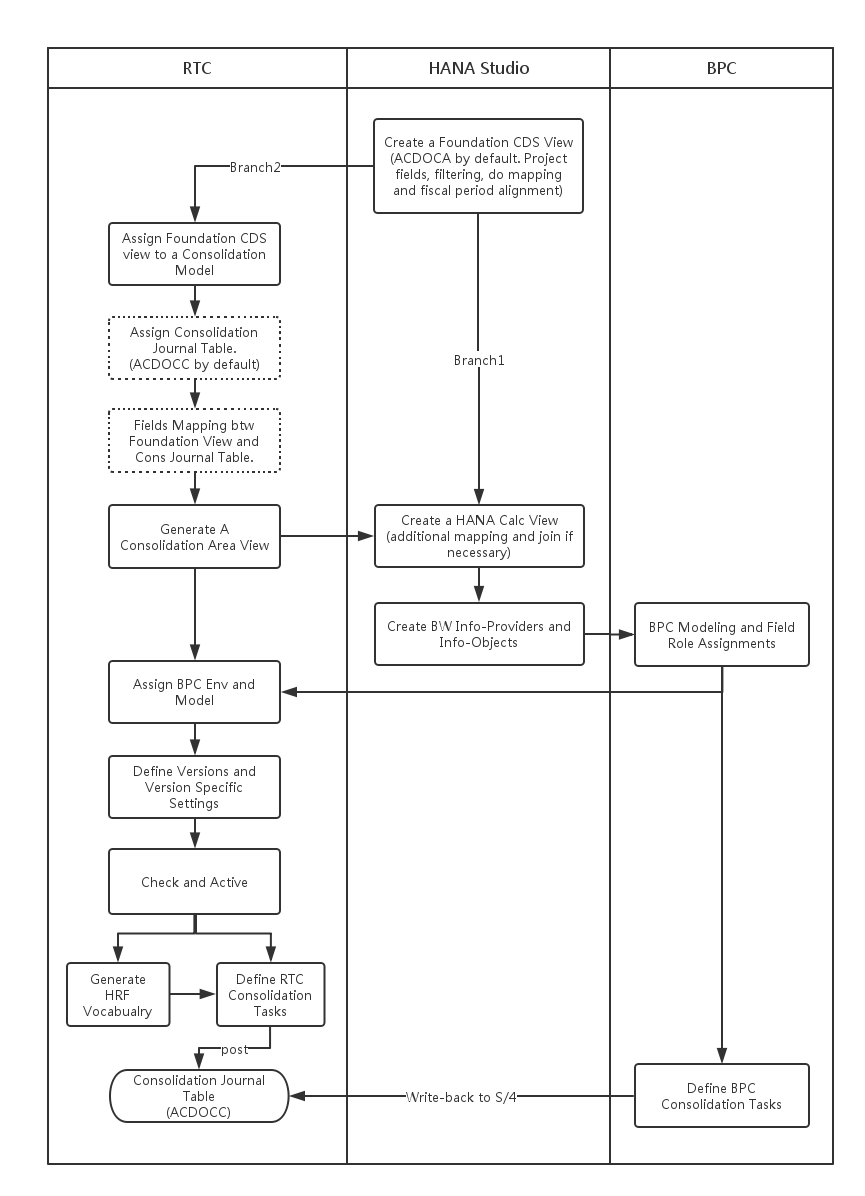 RTC
HANA Studio
BPC
Create a Foundation CDS View
(ACDOCA by default. Project
fields, filtering, do mapping
and fiscal period alignment)
Branch2
Assign Foundation CDS
view to a Consolidation
Model
Assign Consolidation
Journal Table.
(ACDOCC by default)
Branch1
Fields Mapping btw
Foundation View and
Cons Journal Table.
Generate A
Consolidation Area View
Create a HANA Calc View
(additional mapping and join if
necessary)
Create BW Info-Providers and
Info-Objects
BPC Modeling and Field
Role Assignments
Assign BPC Env and
Model
Define Versions and
Version Specific
Settings
Check and Active
Generate
HRF
Vocabualry
Define RTC
Consolidation
Tasks
post
Consolidation Journal
Table
(ACDOCC)
Write-back to S/4
Define BPC
Consolidation Tasks